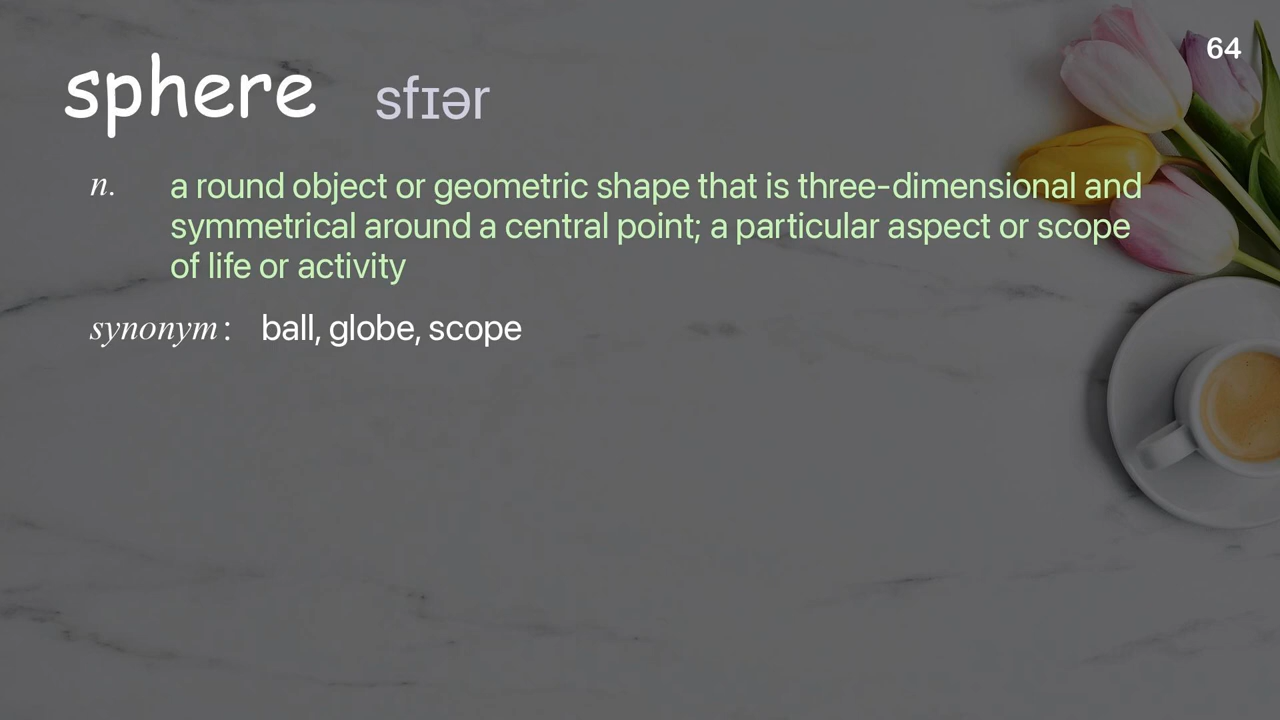 64
sphere sfɪər
n. a round object or geometric shape that is three-dimensional and
symmetrical around a central point; a particular aspect or scope
of life or activity
synonym: ball, globe, scope